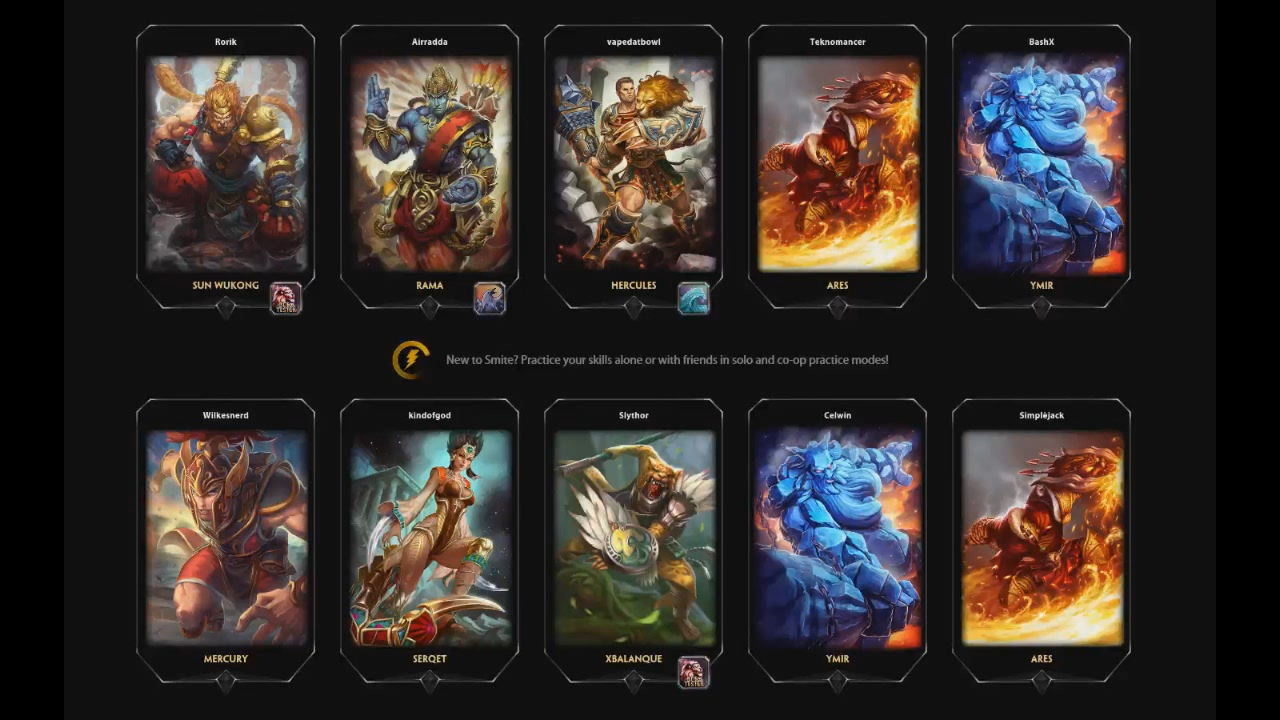 Rorik
Airradda
vapedatbowl
Teknomancer
BashX
SUN WUKONG
RAMA
HERCULES
ARES
YMIR
New to Smite? Practice your skills alone or with friends in solo and co-op practice modes!
Wilkesnerd
kindofgod
Slythor
Celwin
Simplèjack
MERCURY
SERQET
XBALANQUE
YMIR
ARES